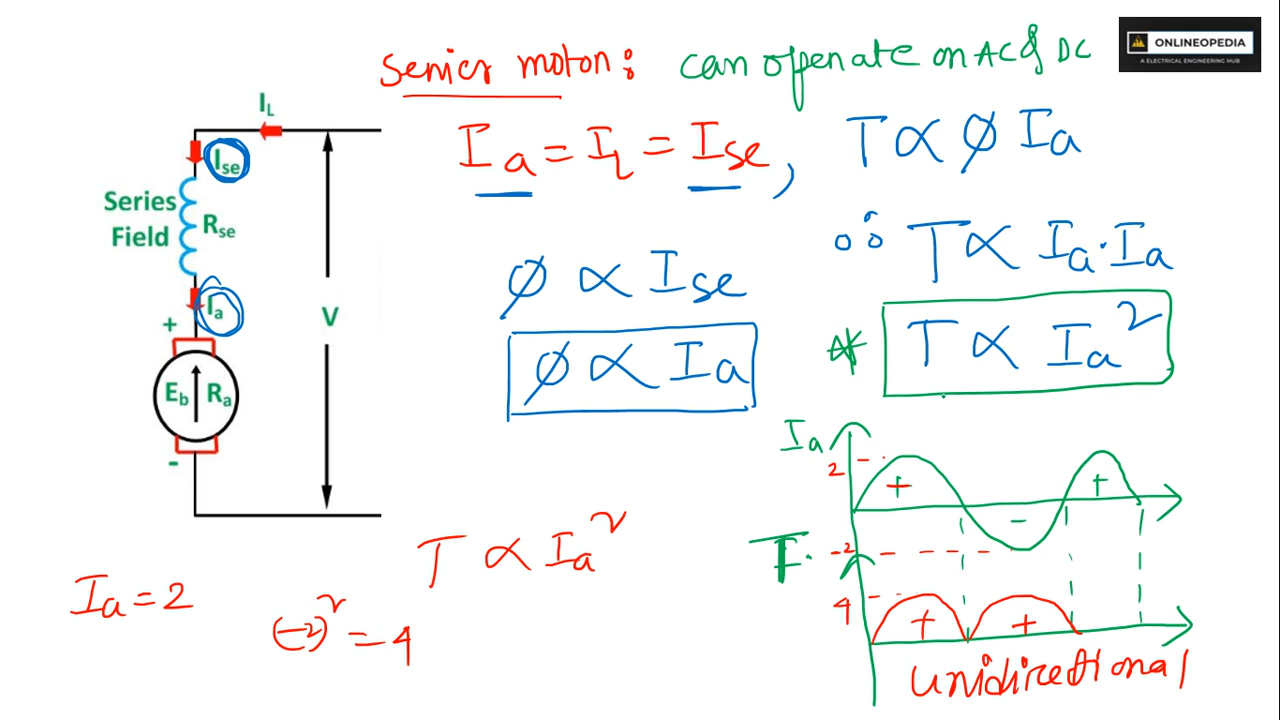 ONLINEOPEDIA
A ELECTRICAL ENGINEERING HUB
Series motor: can operate on AC & DC
Ia = IL = Ise, T ∝ ϕ Ia
ϕ ∝ Ise
∴ T ∝ Ia · Ia
ϕ ∝ Ia
* T ∝ Ia²
IL
Ise
Series
Field
Rse
Ia
+
V
Eb Ra
-
Ia
2
+ - +
-2
T
4
+ +
unidirectional
T ∝ Ia²
Ia = 2
(-2)² = 4